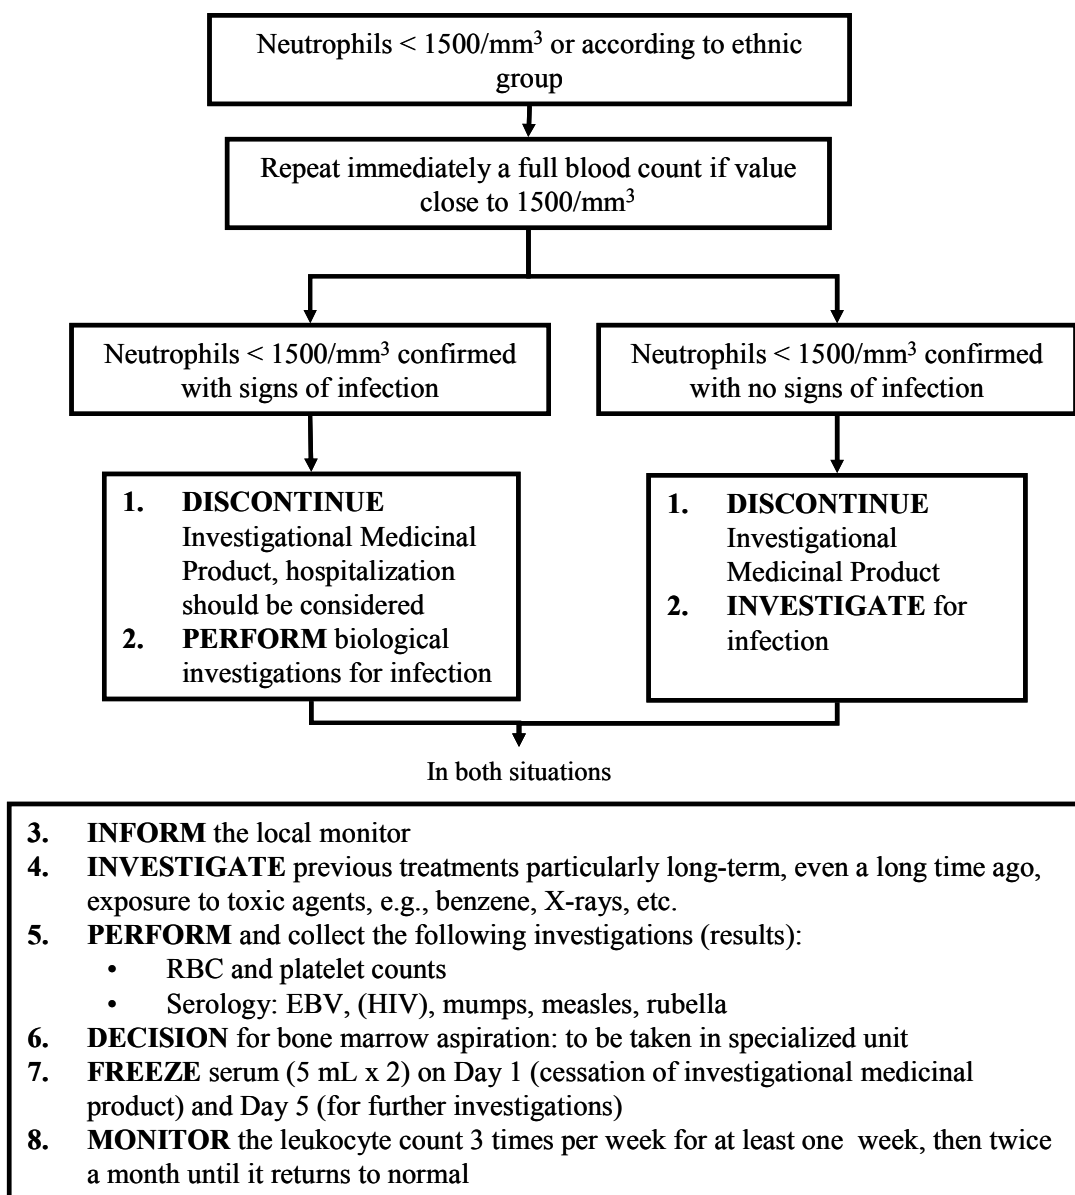 Neutrophils < 1500/mm³ or according to ethnic
group
Repeat immediately a full blood count if value
close to 1500/mm³
Neutrophils < 1500/mm³ confirmed
with signs of infection
Neutrophils < 1500/mm³ confirmed
with no signs of infection
1. DISCONTINUE
Investigational Medicinal
Product, hospitalization
should be considered
2. PERFORM biological
investigations for infection
1. DISCONTINUE
Investigational
Medicinal Product
2. INVESTIGATE for
infection
In both situations
3. INFORM the local monitor
4. INVESTIGATE previous treatments particularly long-term, even a long time ago,
exposure to toxic agents, e.g., benzene, X-rays, etc.
5. PERFORM and collect the following investigations (results):
• RBC and platelet counts
• Serology: EBV, (HIV), mumps, measles, rubella
6. DECISION for bone marrow aspiration: to be taken in specialized unit
7. FREEZE serum (5 mL x 2) on Day 1 (cessation of investigational medicinal
product) and Day 5 (for further investigations)
8. MONITOR the leukocyte count 3 times per week for at least one week, then twice
a month until it returns to normal